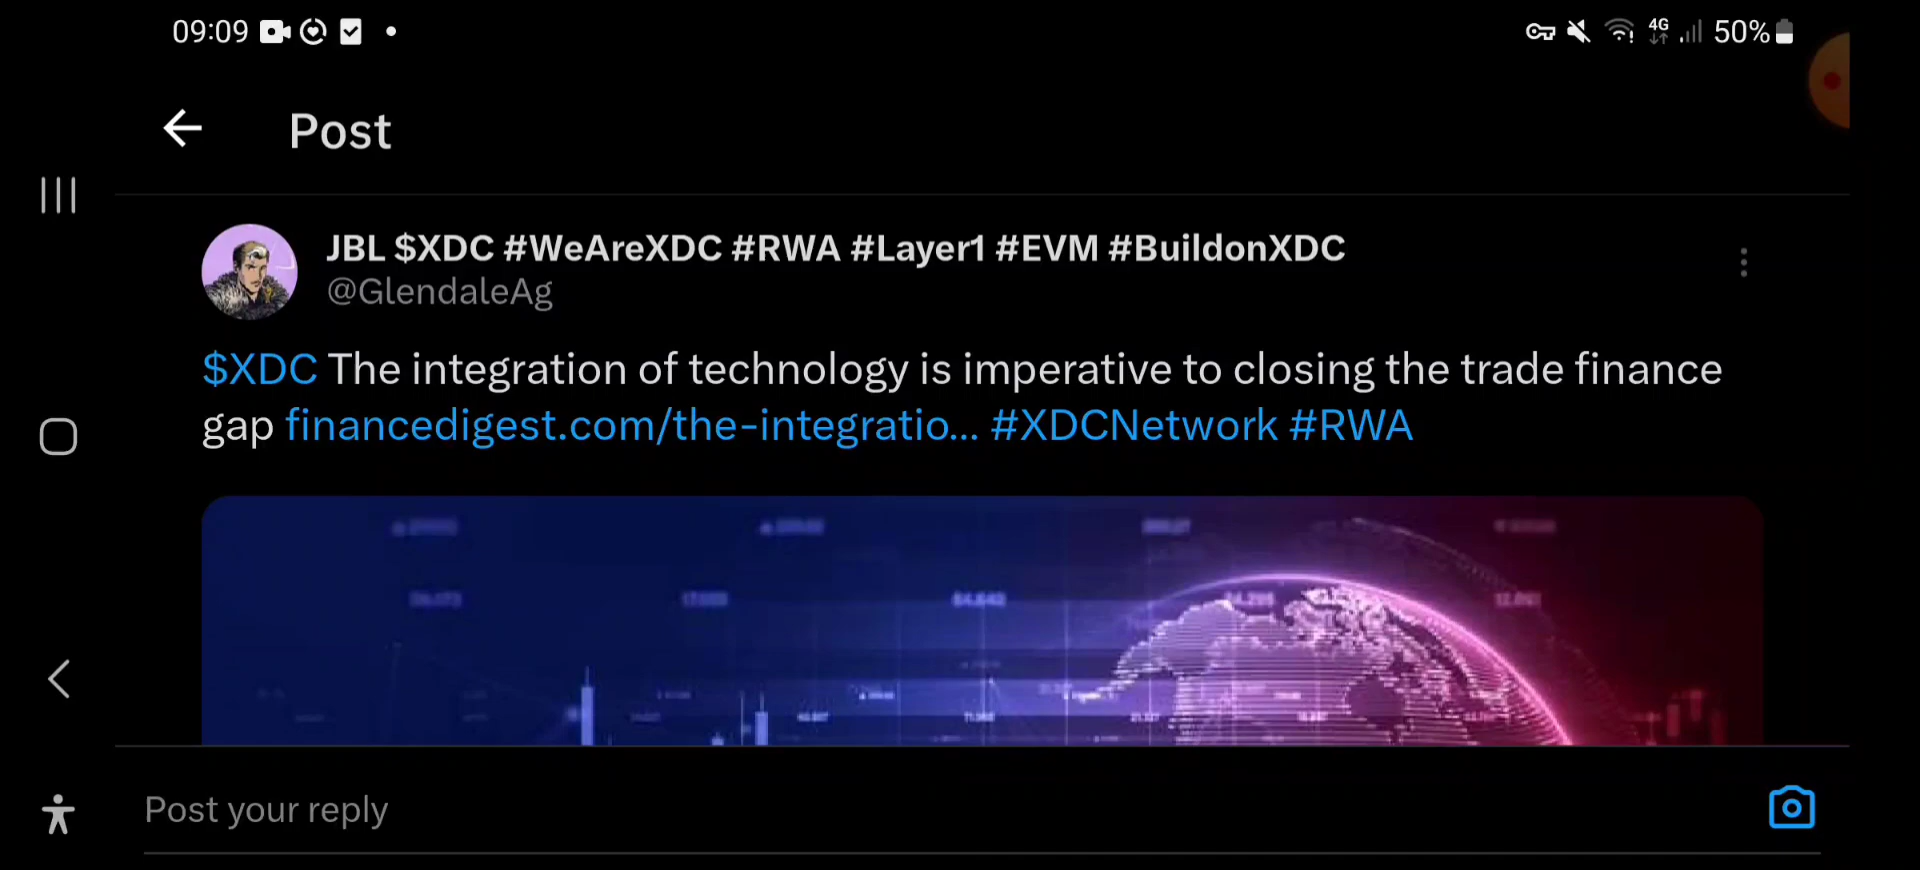 09:09
4G
50%
Post
JBL $XDC #WeAreXDC #RWA #Layer1 #EVM #BuildonXDC
@GlendaleAg
$XDC The integration of technology is imperative to closing the trade finance
gap financedigest.com/the-integratio... #XDCNetwork #RWA
Post your reply